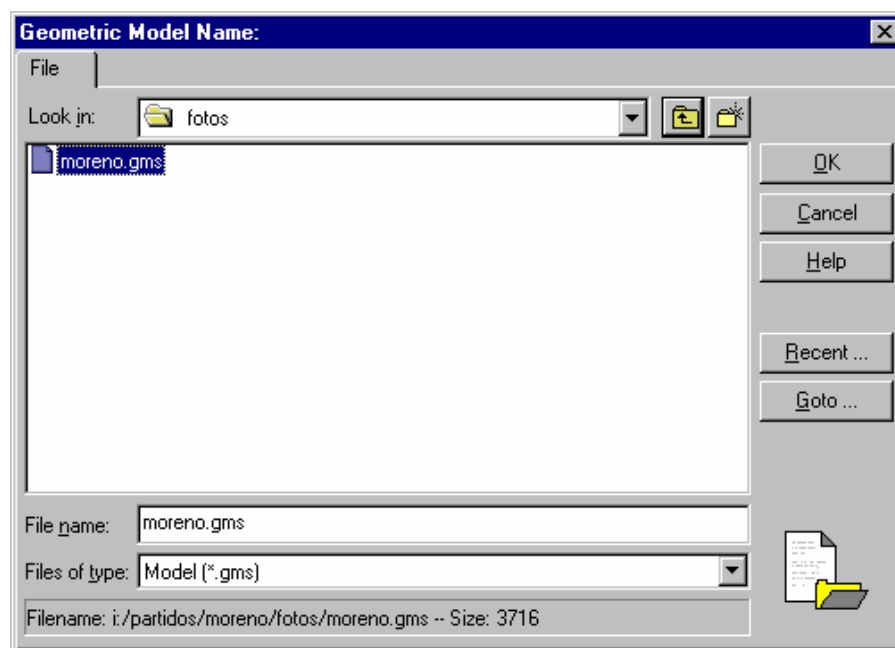 Geometric Model Name:
File
Look in: fotos
moreno.gms
OK
Cancel
Help
Recent ...
Goto ...
File name: moreno.gms
Files of type: Model (*.gms)
Filename: i:/partidos/moreno/fotos/moreno.gms -- Size: 3716